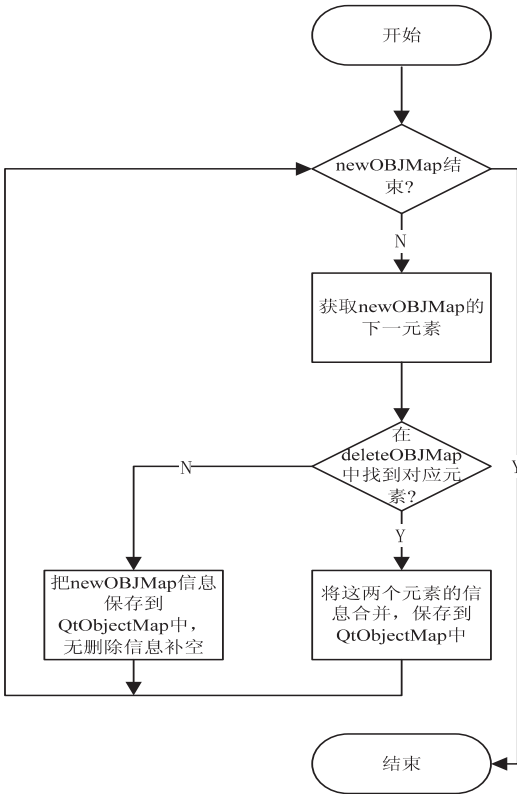 开始
newOBJMap结
束?
N
获取newOBJMap的
下一元素
在
deleteOBJMap
中找到对应元
素?
N
Y
Y
把newOBJMap信息
保存到
QtObjectMap中，
无删除信息补空
将这两个元素的信
息合并，保存到
QtObjectMap中
结束